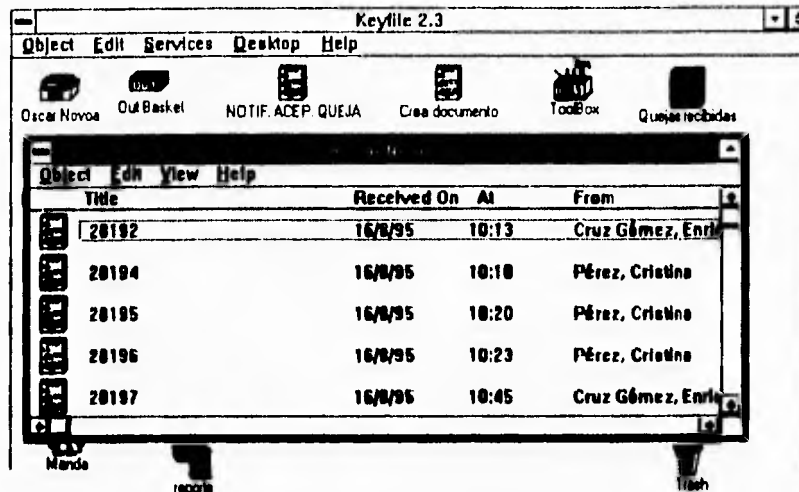 Keyfile 2.3
Object Edit Services Desktop Help
Oscar Novoa Out Basket NOTIF. ACEP. QUEJA Crea documento ToolBox Quejas recibidas
Object Edit View Help
Title Received On At From
20192 16/8/95 10:13 Cruz Gómez, Enri
20194 16/8/95 10:18 Pérez, Cristina
20195 16/8/95 10:20 Pérez, Cristina
20196 16/8/95 10:23 Pérez, Cristina
20197 16/8/95 10:45 Cruz Gómez, Enri
Manda reporte Trash